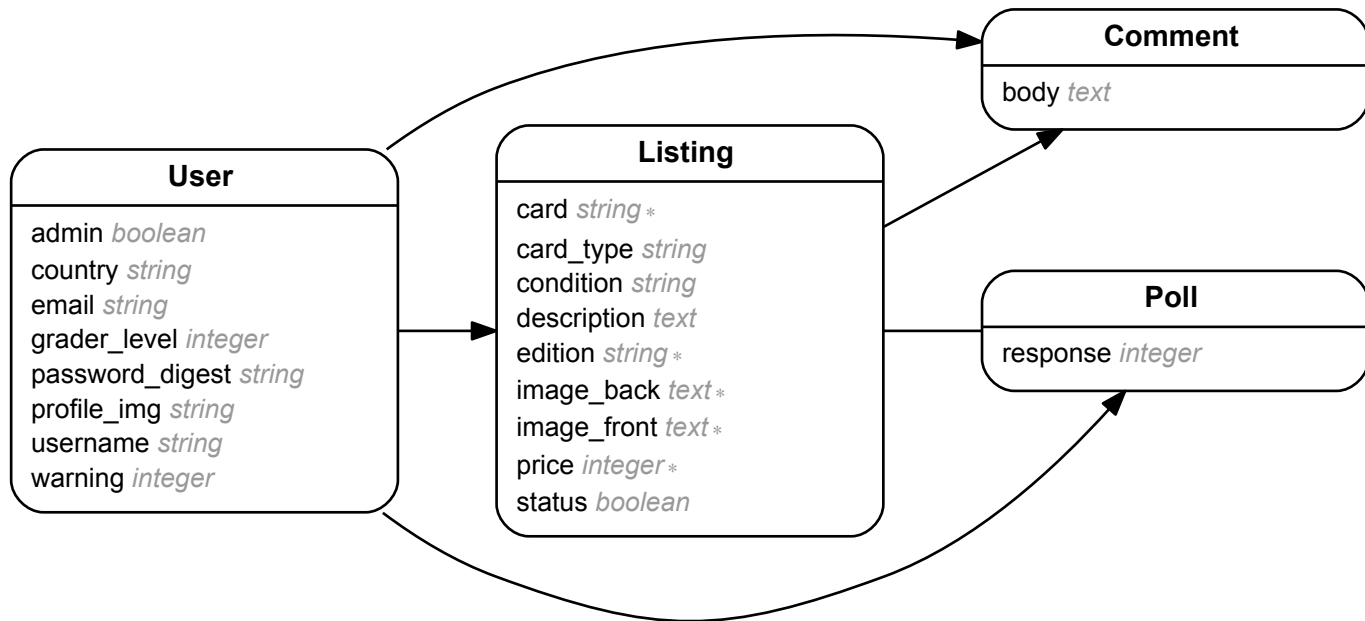 User
admin boolean
country string
email string
grader_level integer
password_digest string
profile_img string
username string
warning integer
Listing
card string *
card_type string
condition string
description text
edition string *
image_back text *
image_front text *
price integer *
status boolean
Comment
body text
Poll
response integer